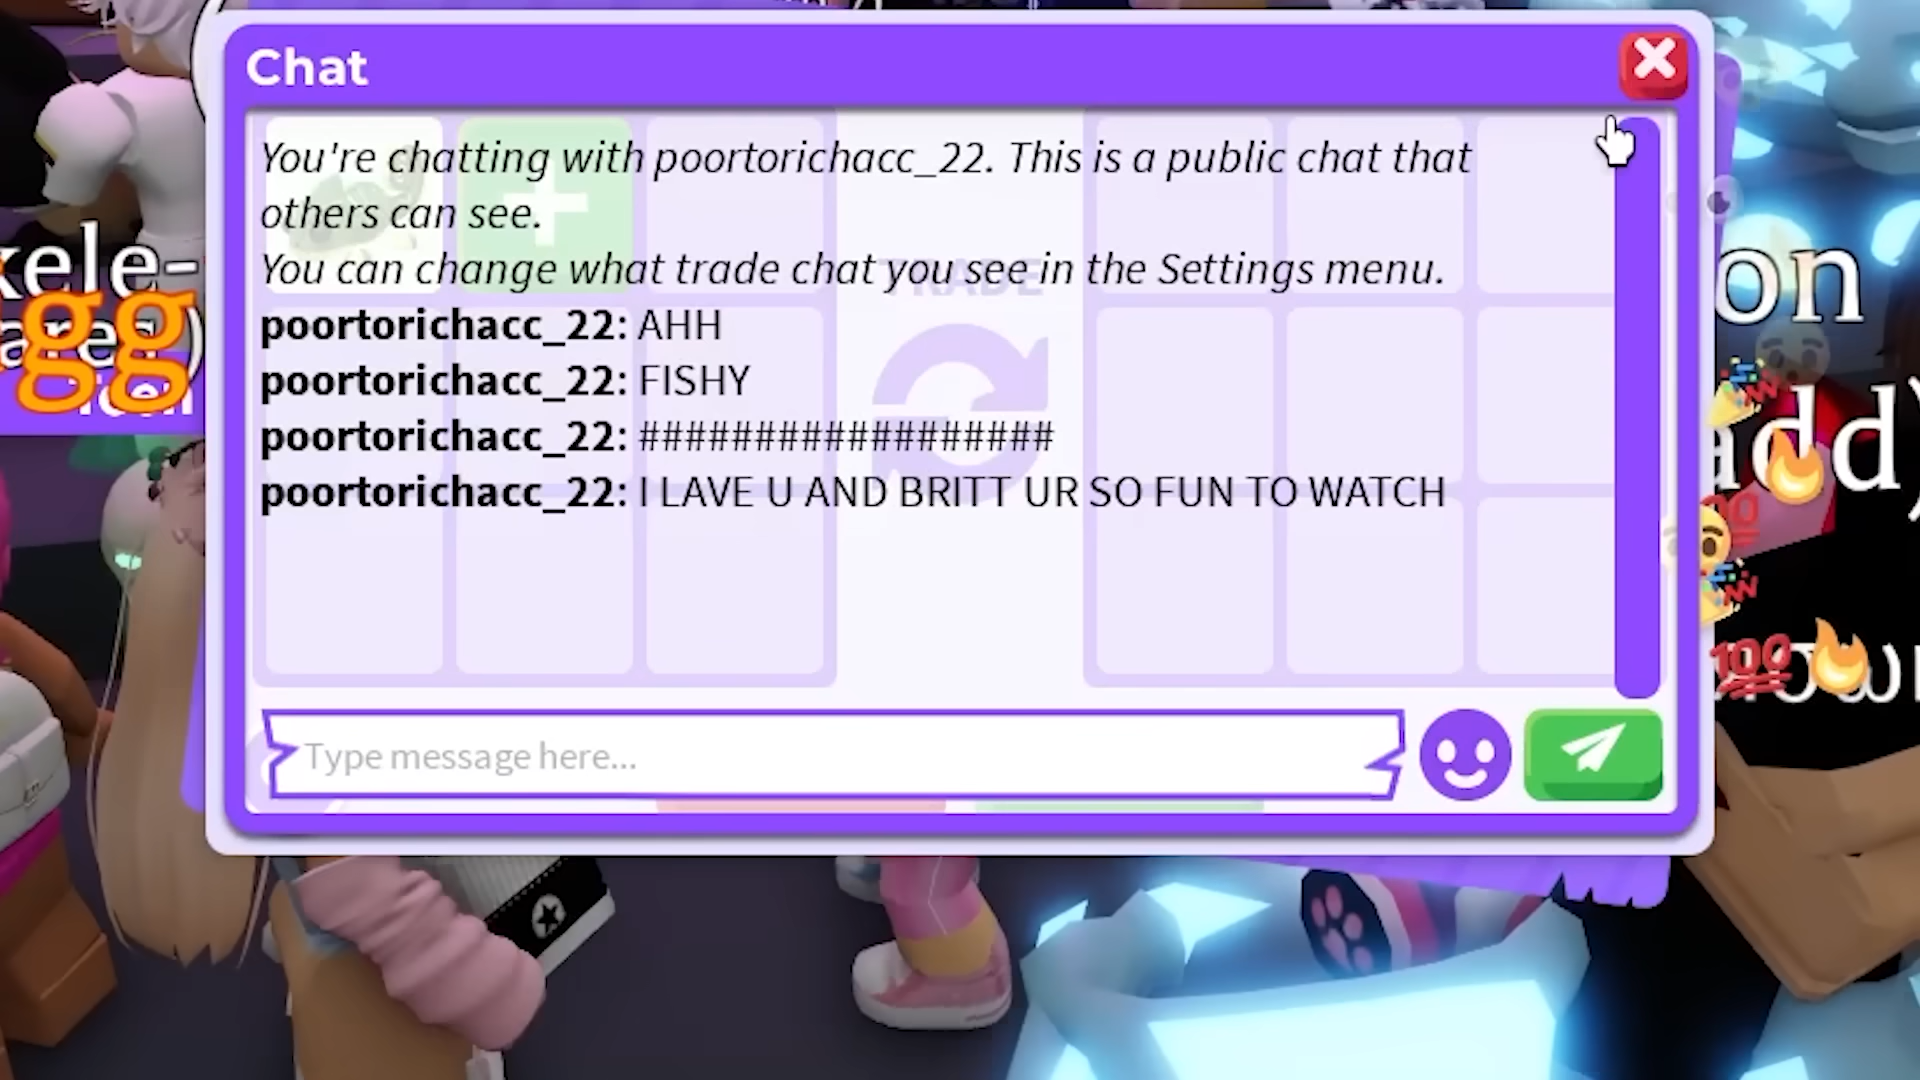 Chat
You're chatting with poortorichacc_22. This is a public chat that
others can see.
You can change what trade chat you see in the Settings menu.
TRADE
poortorichacc_22: AHH
poortorichacc_22: FISHY
poortorichacc_22: ##################
poortorichacc_22: I LAVE U AND BRITT UR SO FUN TO WATCH
Type message here...
gg